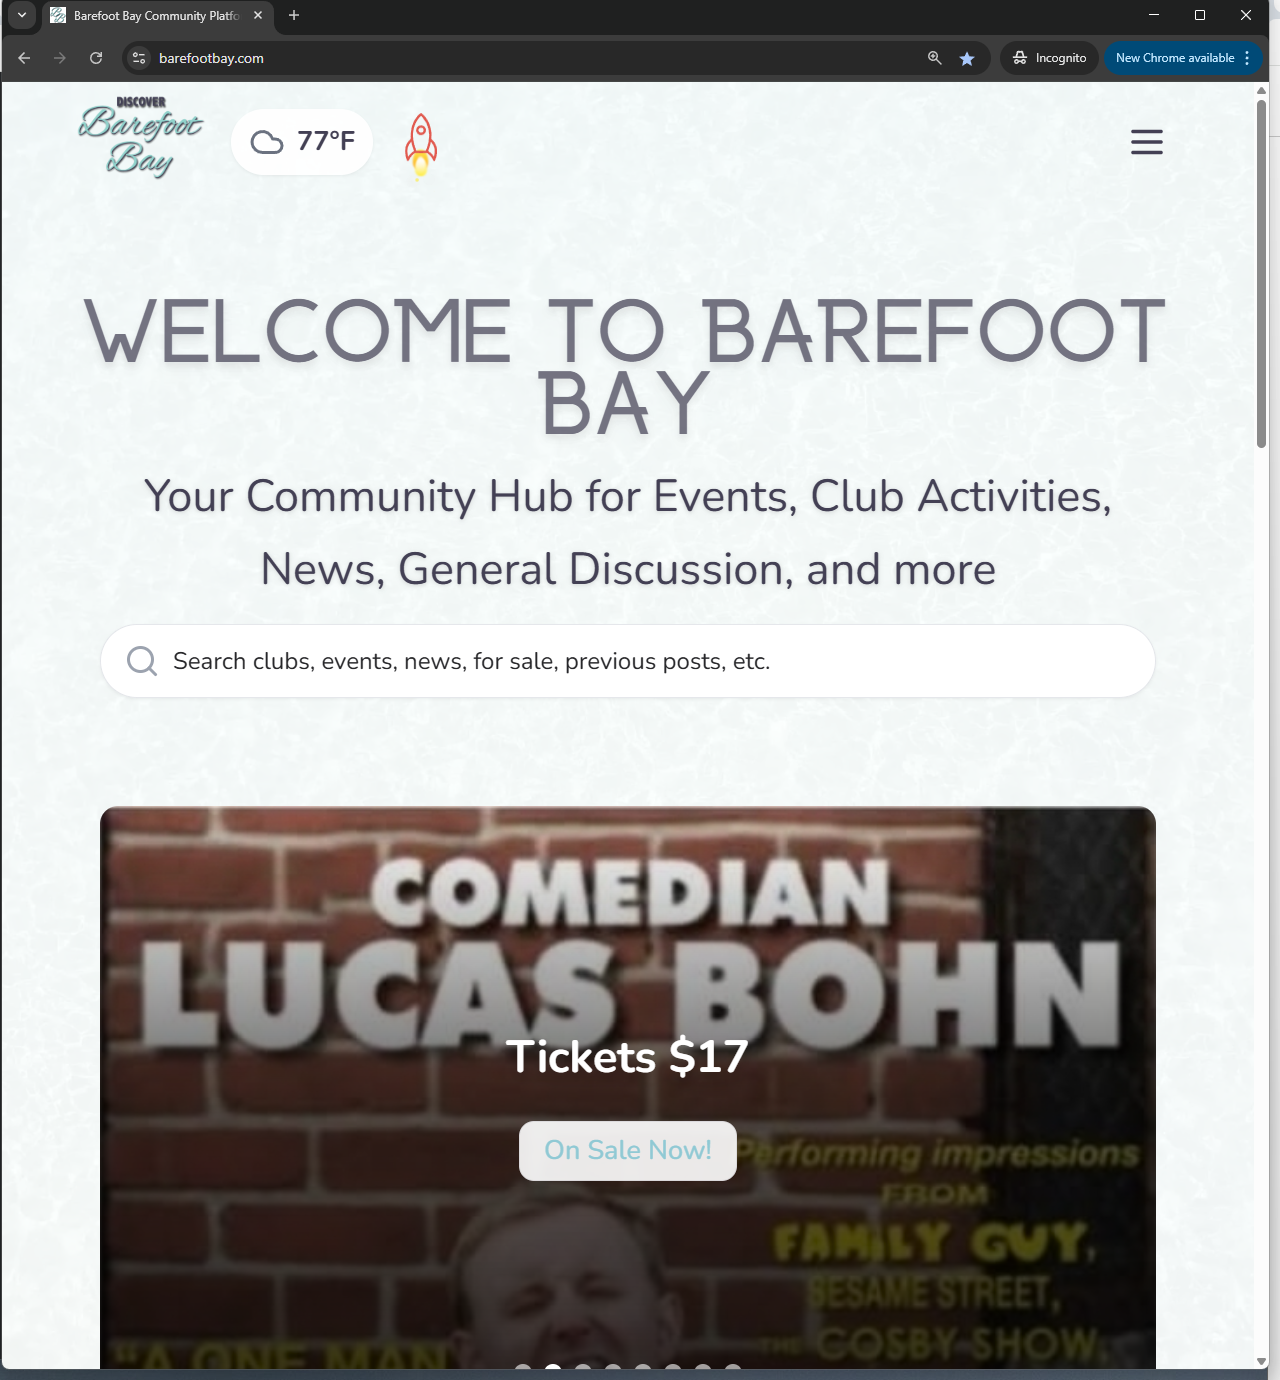 Barefoot Bay Community Platfo
barefootbay.com
Incognito
New Chrome available
DISCOVER
Barefoot
Bay
77°F
WELCOME TO BAREFOOT
BAY
Your Community Hub for Events, Club Activities,
News, General Discussion, and more
Search clubs, events, news, for sale, previous posts, etc.
COMEDIAN
LUCAS BOHN
Tickets $17
On Sale Now!
Performing impressions
FROM
FAMILY GUY,
SESAME STREET,
THE COSBY SHOW,
"A ONE MAN